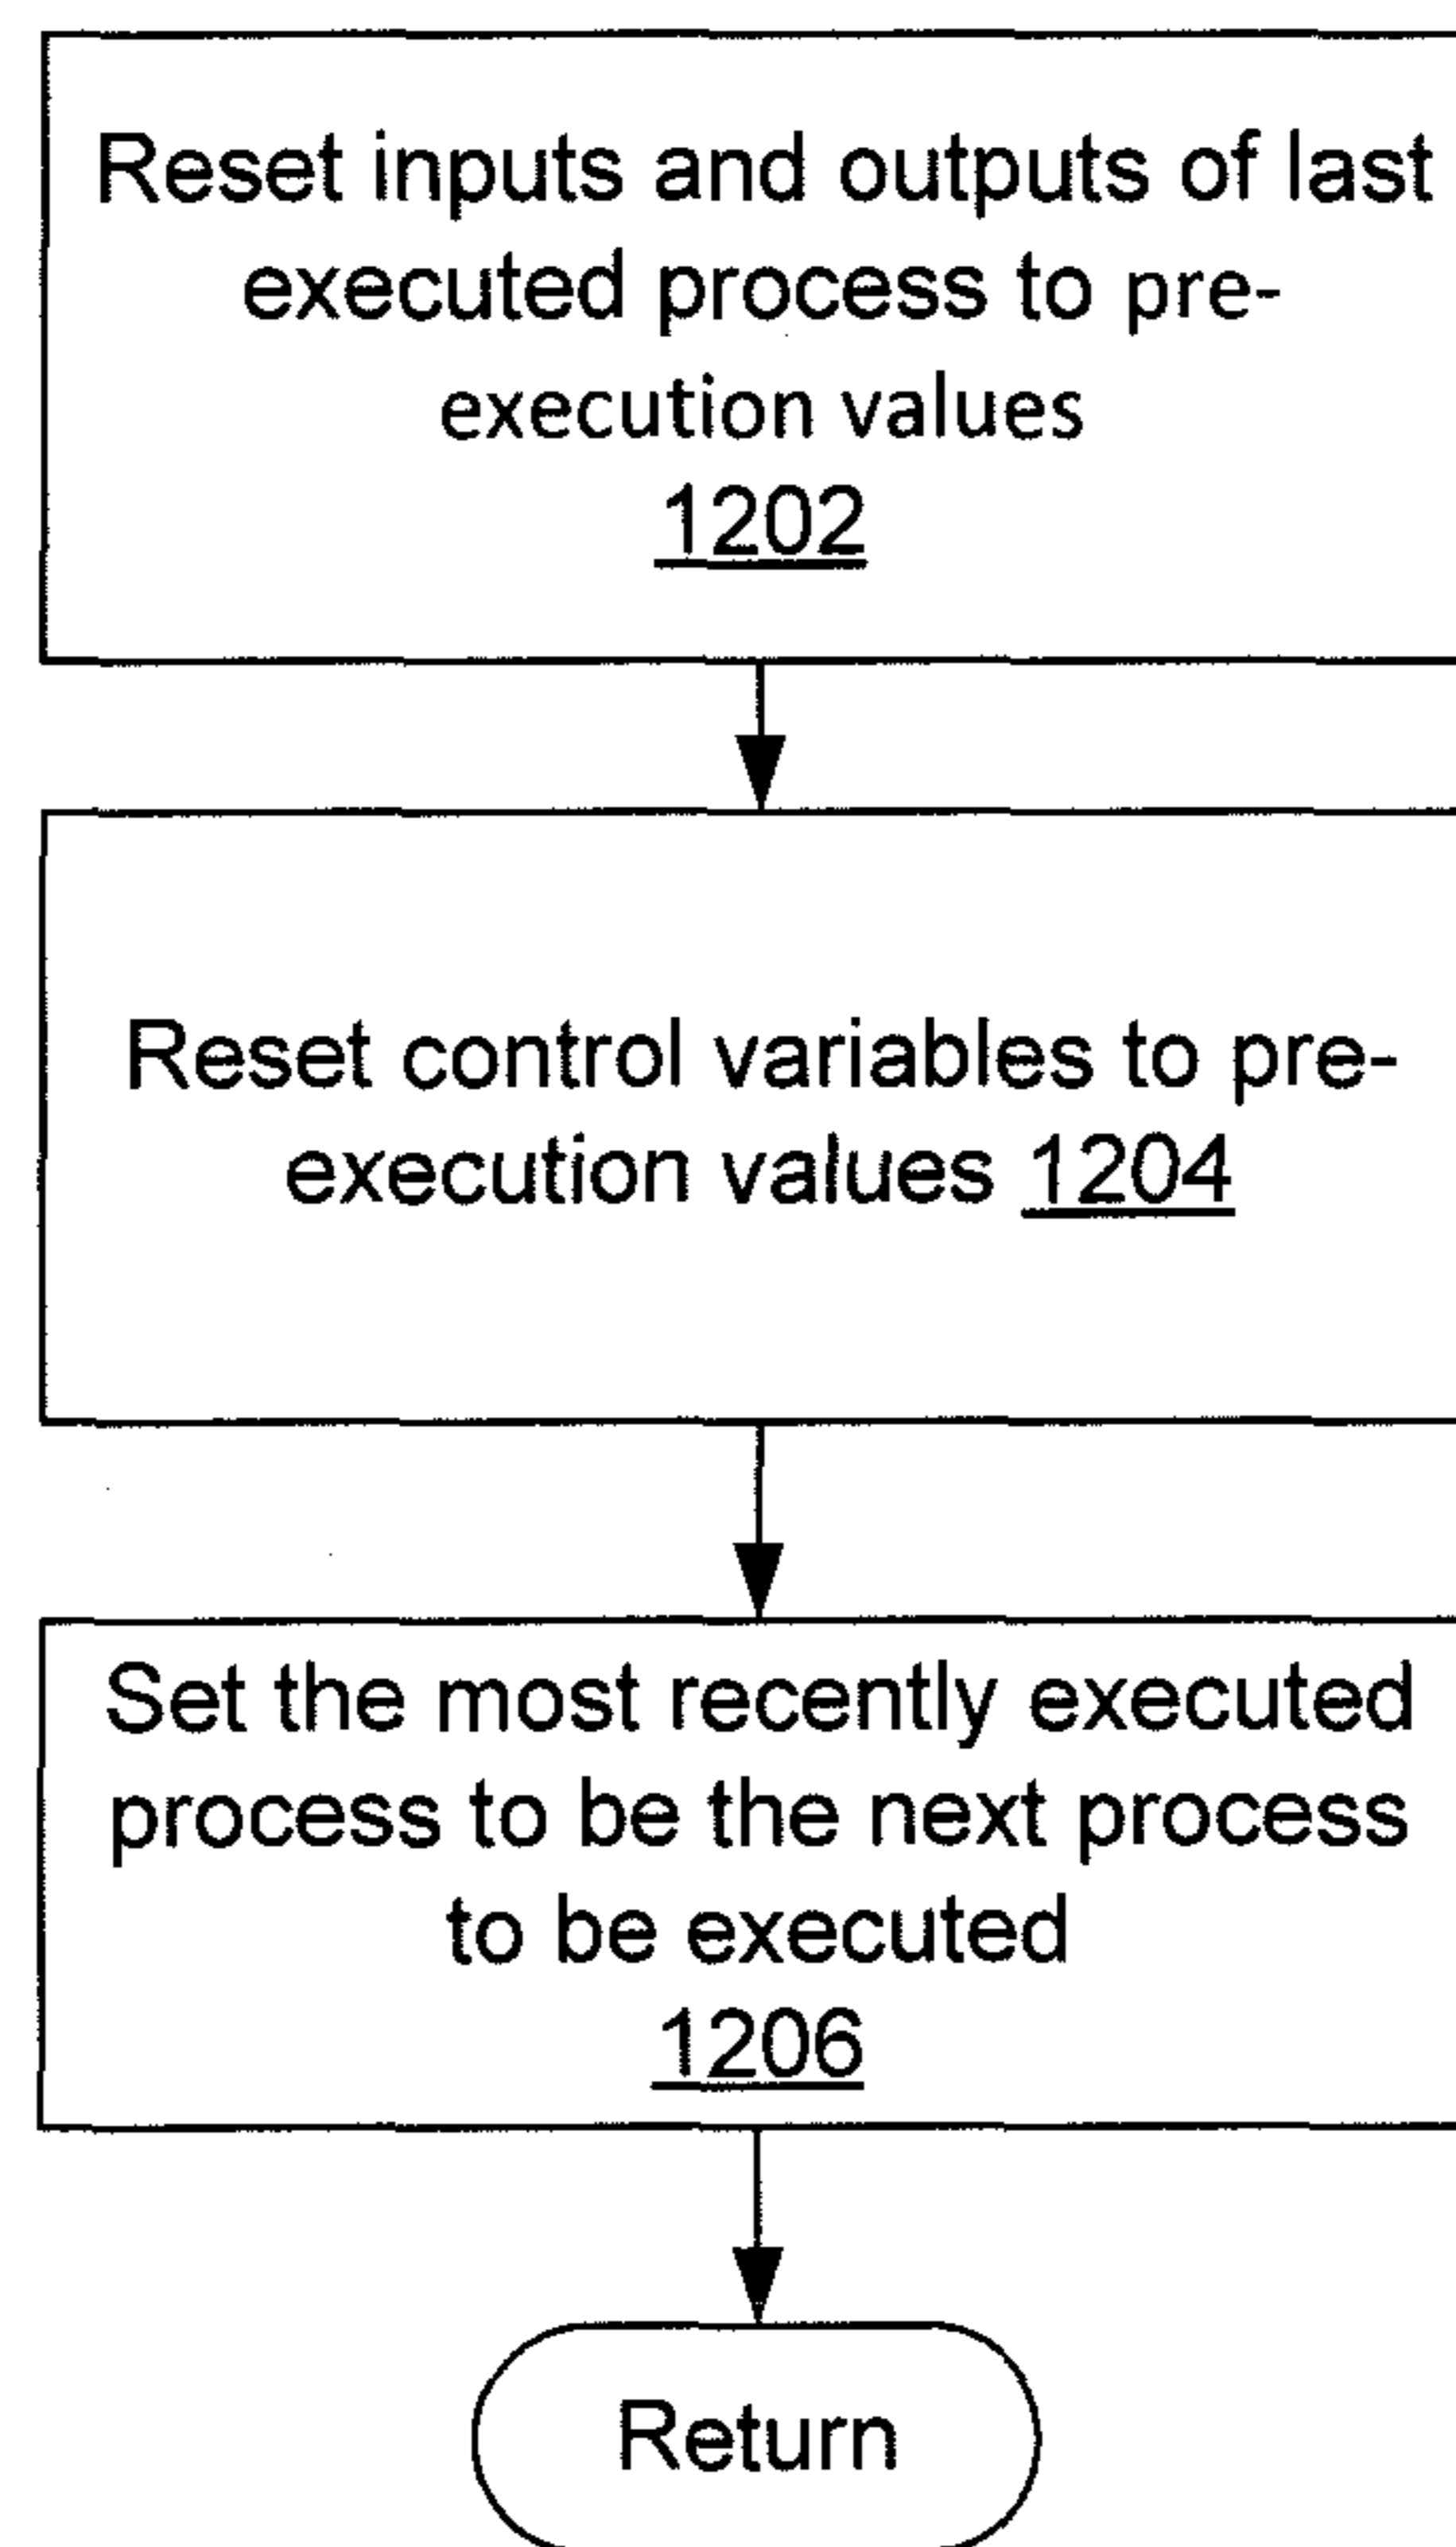 Reset inputs and outputs of last
executed process to pre-
execution values
1202
Reset control variables to pre-
execution values 1204
Set the most recently executed
process to be the next process
to be executed
1206
Return